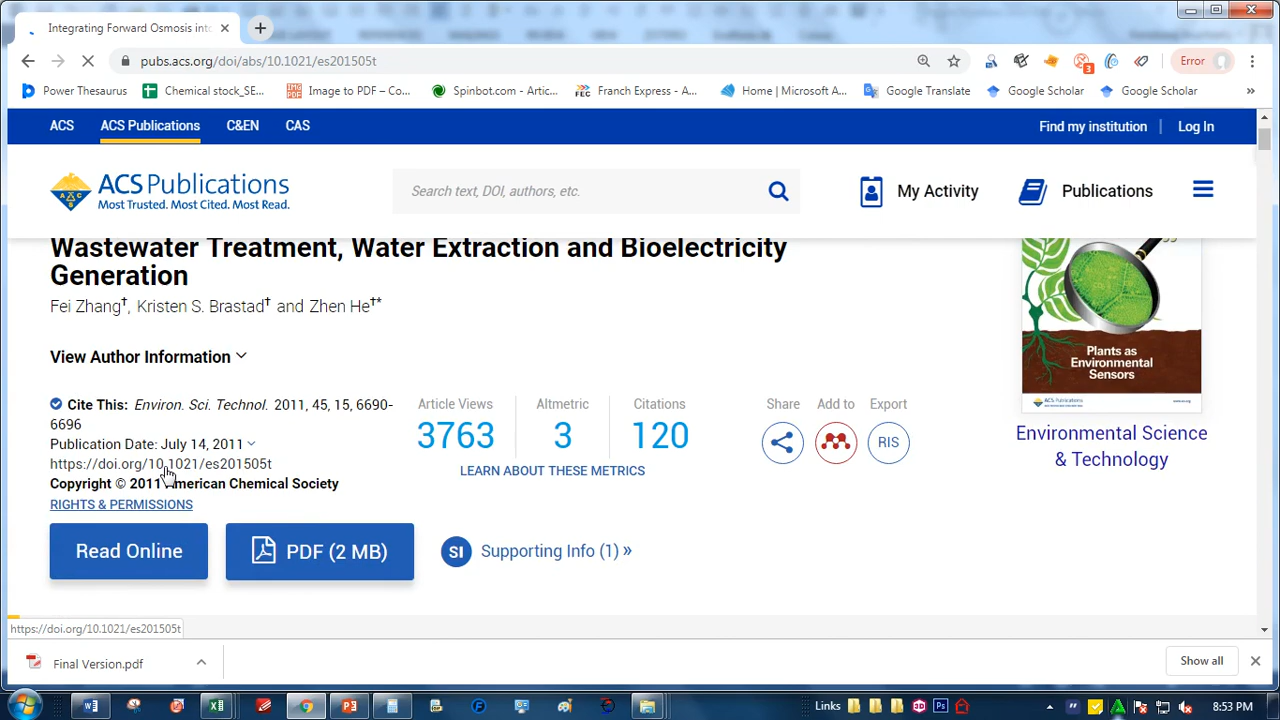 Integrating Forward Osmosis into
pubs.acs.org/doi/abs/10.1021/es201505t
3
Error
Power Thesaurus
Chemical stock_SE...
IMG
PDF
Image to PDF – Co...
Spinbot.com - Artic...
FEC
Franch Express - A...
Home | Microsoft A...
Google Translate
Google Scholar
Google Scholar
»
ACS
ACS Publications
C&EN
CAS
Find my institution
Log In
ACS Publications
Most Trusted. Most Cited. Most Read.
Search text, DOI, authors, etc.
My Activity
Publications
Wastewater Treatment, Water Extraction and Bioelectricity
Generation
Fei Zhang†, Kristen S. Brastad† and Zhen He†*
View Author Information
Cite This: Environ. Sci. Technol. 2011, 45, 15, 6690-
6696
Publication Date: July 14, 2011
https://doi.org/10.1021/es201505t
Copyright © 2011 American Chemical Society
RIGHTS & PERMISSIONS
Article Views
3763
Altmetric
3
Citations
120
LEARN ABOUT THESE METRICS
Share
Add to
Export
RIS
Plants as
Environmental
Sensors
Environmental Science
& Technology
Read Online
PDF (2 MB)
SI
Supporting Info (1) »
https://doi.org/10.1021/es201505t
Final Version.pdf
Show all
Links
8:53 PM